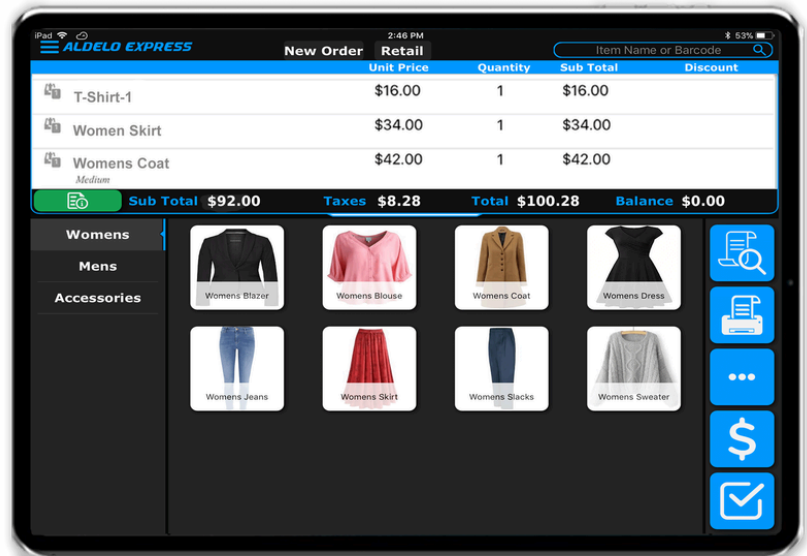 iPad 2:46 PM 53%
ALDELO EXPRESS New Order Retail Item Name or Barcode
Unit Price Quantity Sub Total Discount
T-Shirt-1 $16.00 1 $16.00
Women Skirt $34.00 1 $34.00
Womens Coat $42.00 1 $42.00
Medium
Sub Total $92.00 Taxes $8.28 Total $100.28 Balance $0.00
Womens
Mens
Accessories
Womens Blazer Womens Blouse Womens Coat Womens Dress
Womens Jeans Womens Skirt Womens Slacks Womens Sweater
$